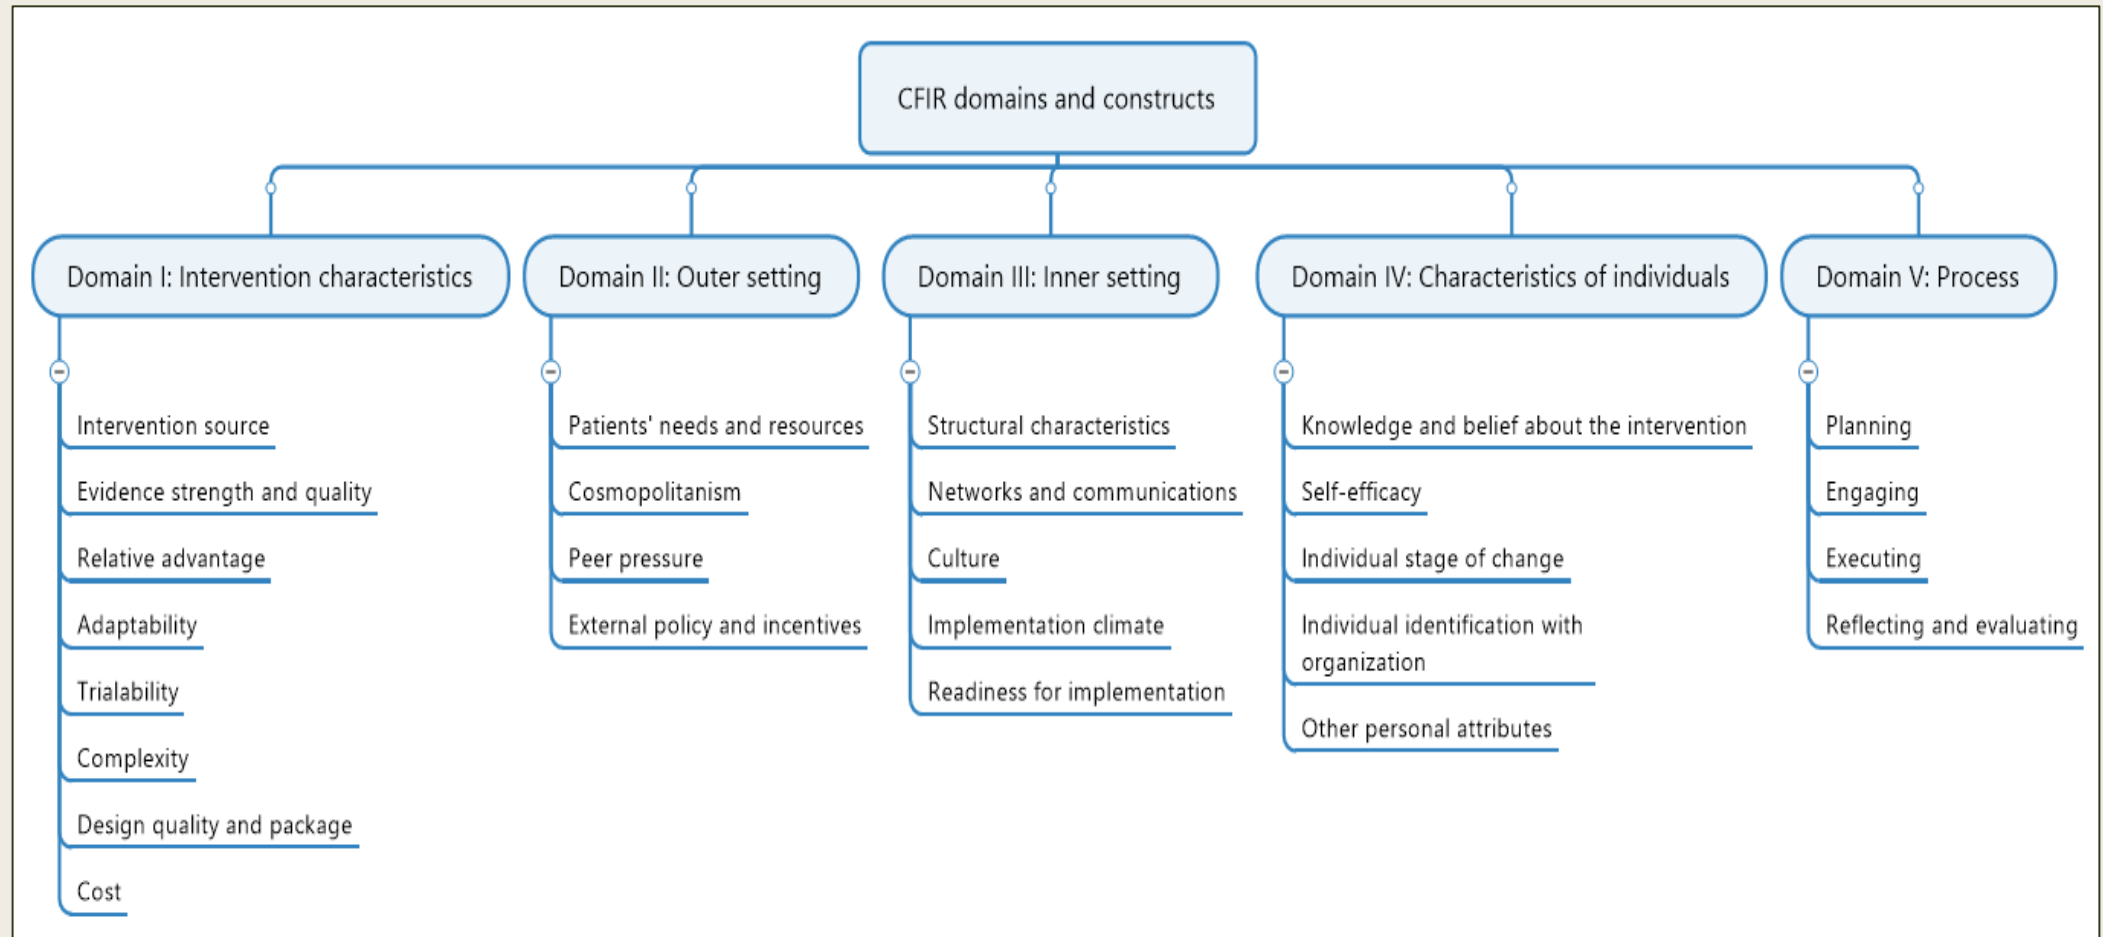 CFIR domains and constructs
Domain I: Intervention characteristics
Intervention source
Evidence strength and quality
Relative advantage
Adaptability
Trialability
Complexity
Design quality and package
Cost
Domain II: Outer setting
Patients' needs and resources
Cosmopolitanism
Peer pressure
External policy and incentives
Domain III: Inner setting
Structural characteristics
Networks and communications
Culture
Implementation climate
Readiness for implementation
Domain IV: Characteristics of individuals
Knowledge and belief about the intervention
Self-efficacy
Individual stage of change
Individual identification with
organization
Other personal attributes
Domain V: Process
Planning
Engaging
Executing
Reflecting and evaluating